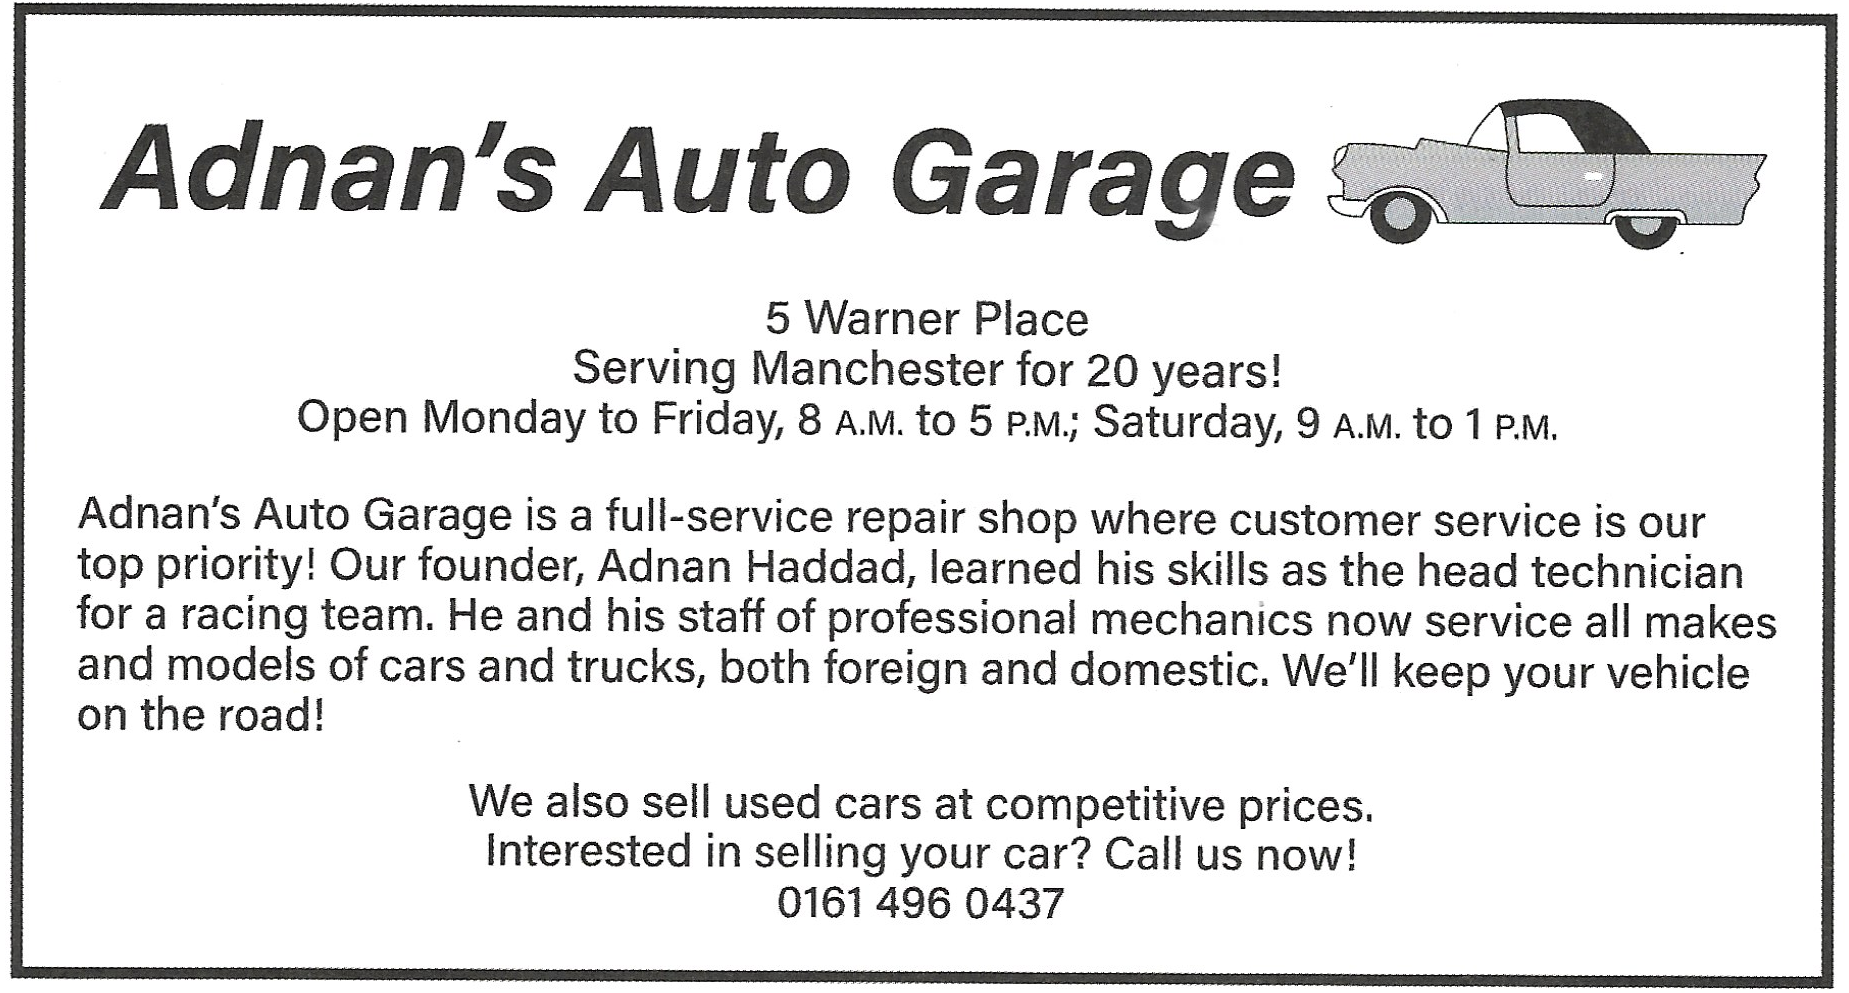 Adnan's Auto Garage
5 Warner Place
Serving Manchester for 20 years!
Open Monday to Friday, 8 A.M. to 5 P.M.; Saturday, 9 A.M. to 1 P.M.
Adnan's Auto Garage is a full-service repair shop where customer service is our
top priority! Our founder, Adnan Haddad, learned his skills as the head technician
for a racing team. He and his staff of professional mechanics now service all makes
and models of cars and trucks, both foreign and domestic. We'll keep your vehicle
on the road!
We also sell used cars at competitive prices.
Interested in selling your car? Call us now!
0161 496 0437